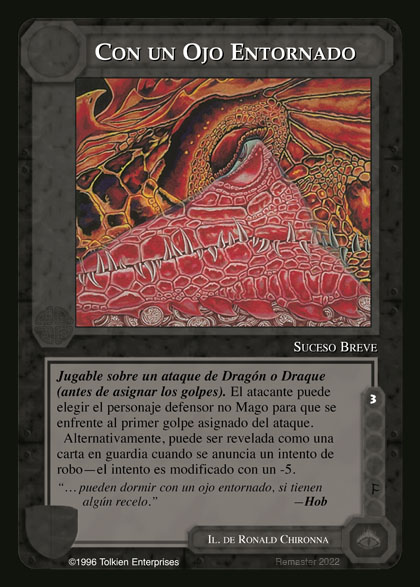 Con un Ojo Entornado
Suceso Breve
Jugable sobre un ataque de Dragón o Draque
(antes de asignar los golpes). El atacante puede
elegir el personaje defensor no Mago para que se
enfrente al primer golpe asignado del ataque.
Alternativamente, puede ser revelada como una
carta en guardia cuando se anuncia un intento de
robo—el intento es modificado con un -5.
“… pueden dormir con un ojo entornado, si tienen
algún recelo.” —Hob
3
F
Il. de Ronald Chironna
©1996 Tolkien Enterprises
Remaster 2022